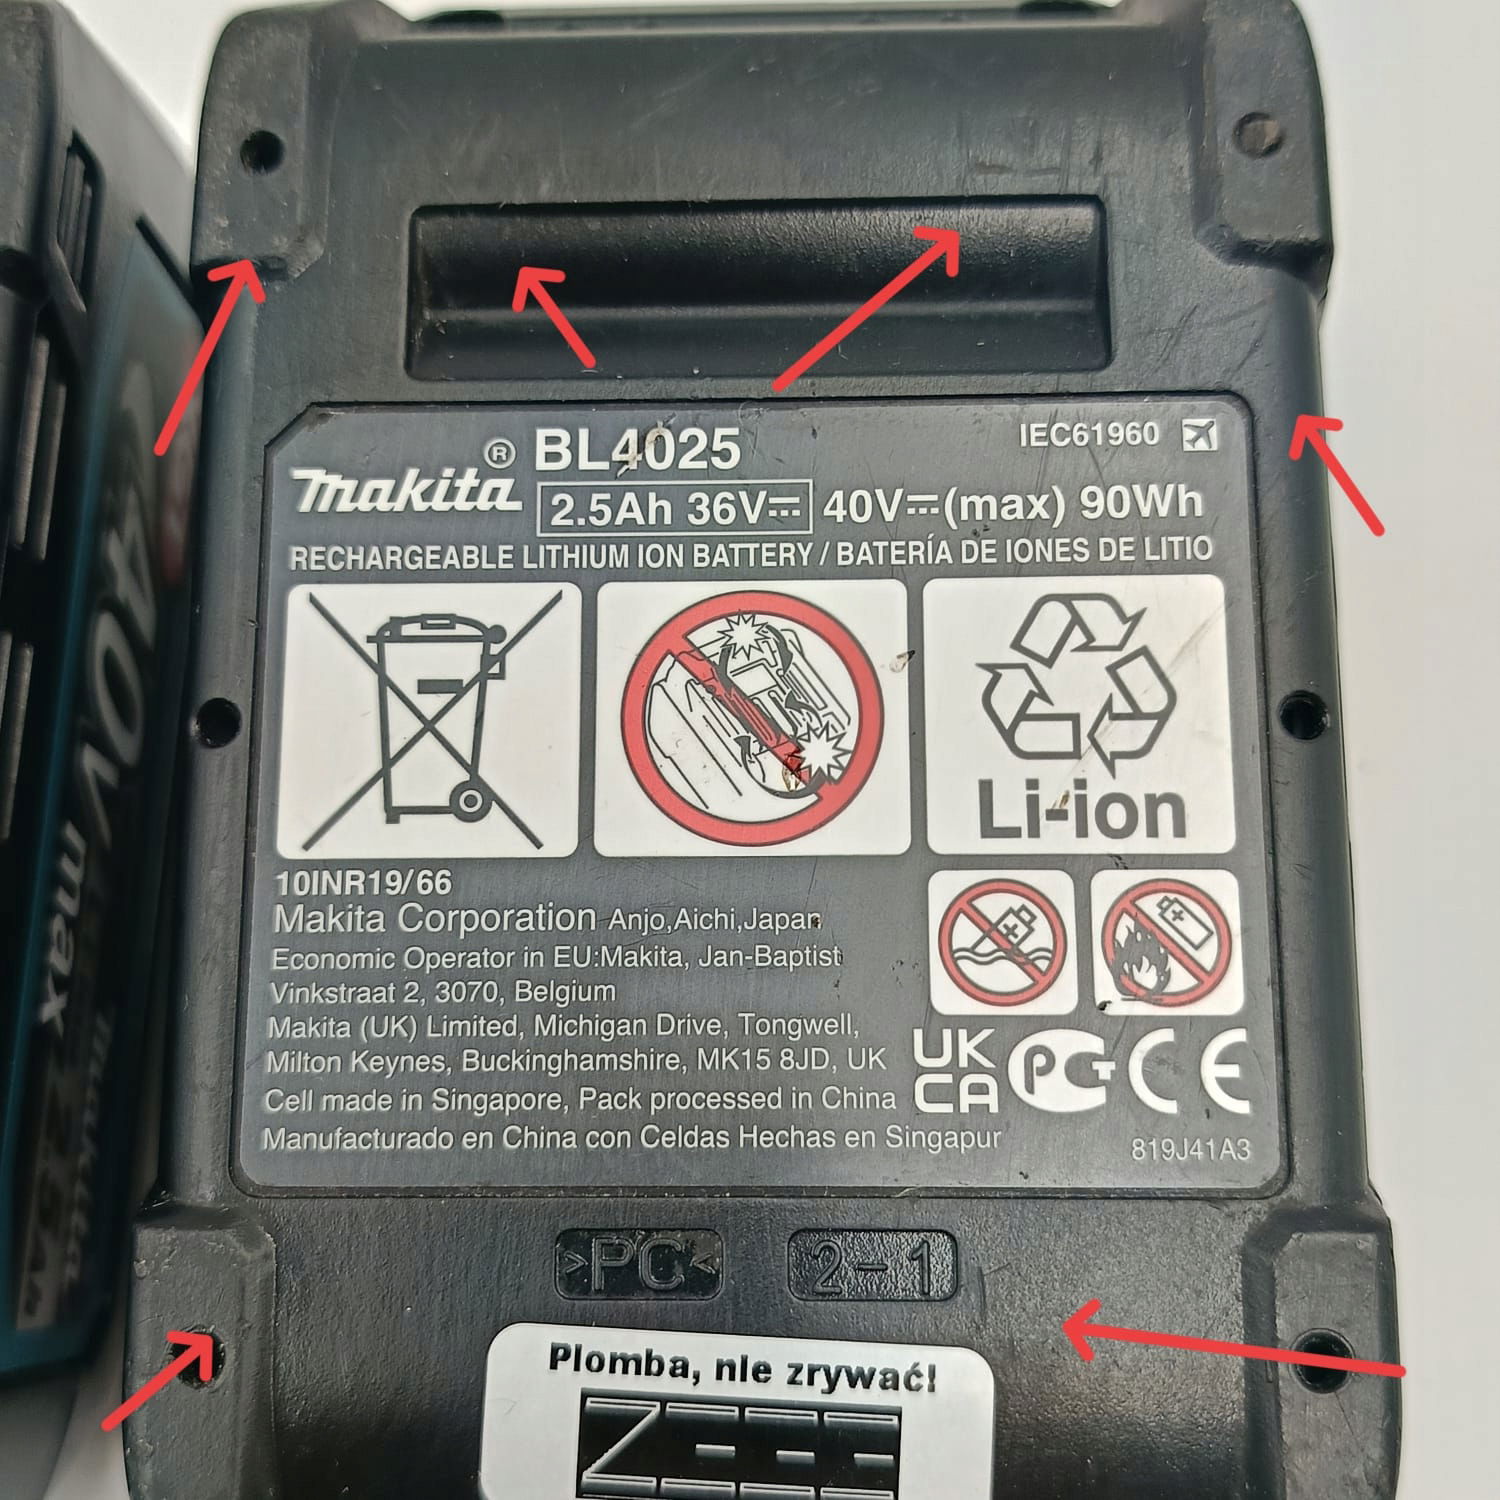 ® BL4025
makita
2.5Ah 36V⎓ 40V⎓(max) 90Wh
IEC61960
RECHARGEABLE LITHIUM ION BATTERY / BATERÍA DE IONES DE LITIO
Li-ion
10INR19/66
Makita Corporation Anjo,Aichi,Japan
Economic Operator in EU:Makita, Jan-Baptist
Vinkstraat 2, 3070, Belgium
Makita (UK) Limited, Michigan Drive, Tongwell,
Milton Keynes, Buckinghamshire, MK15 8JD, UK
Cell made in Singapore, Pack processed in China
Manufacturado en China con Celdas Hechas en Singapur
UK
CA
CE
819J41A3
>PC<
2-1
Plomba, nie zrywać!
40V max